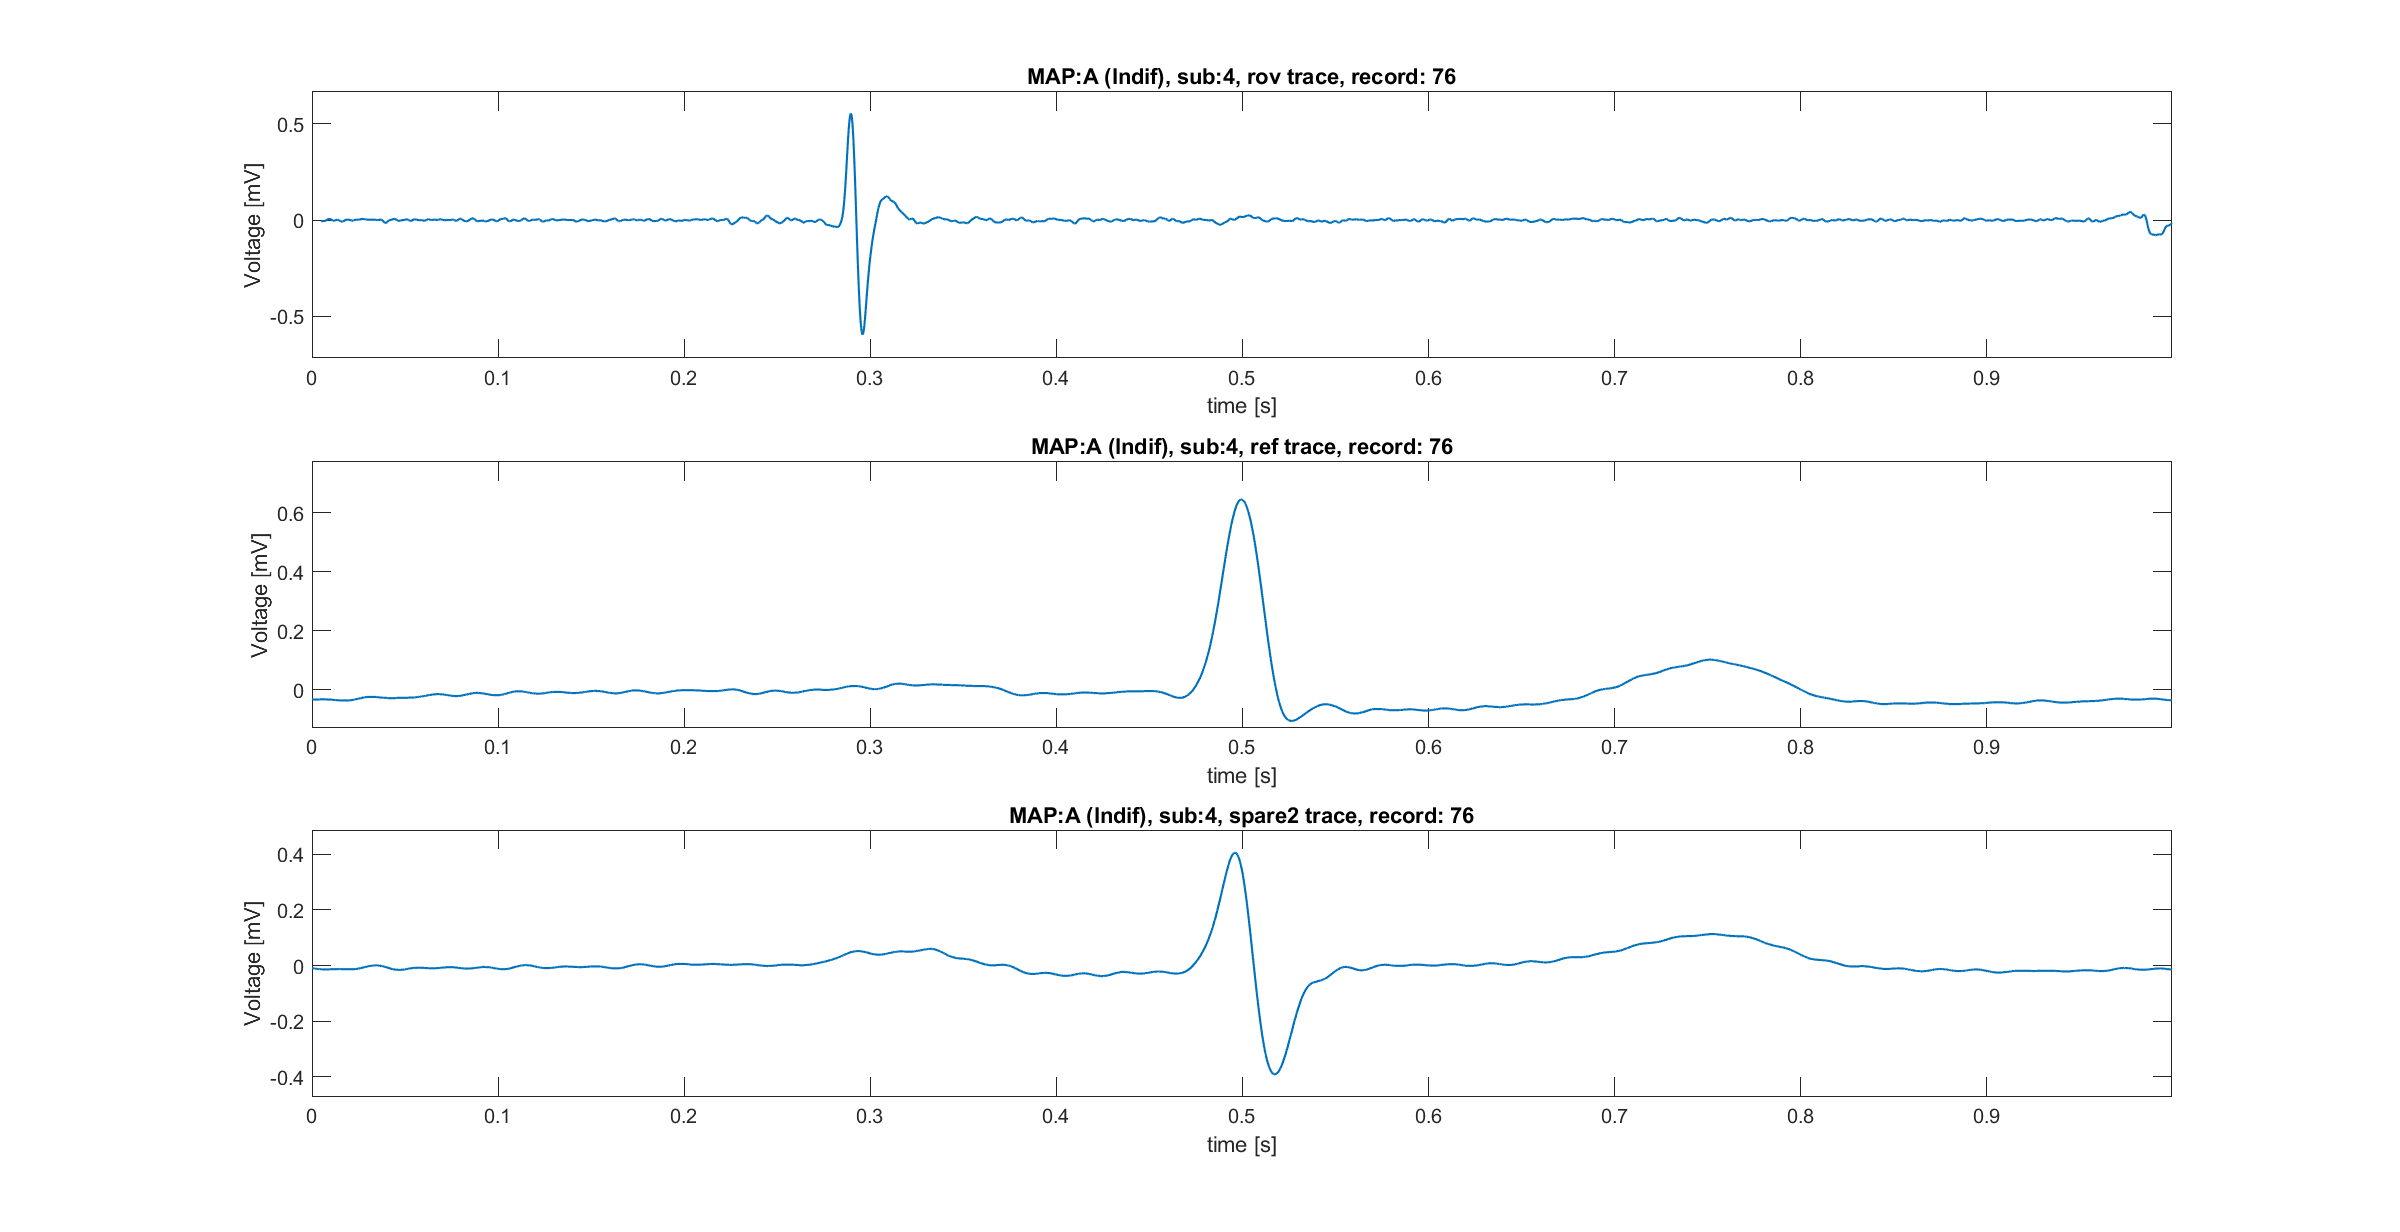 MAP:A (Indif), sub:4, rov trace, record: 76
Voltage [mV]
0.5
0
-0.5
0 0.1 0.2 0.3 0.4 0.5 0.6 0.7 0.8 0.9
time [s]
MAP:A (Indif), sub:4, ref trace, record: 76
Voltage [mV]
0.6
0.4
0.2
0
0 0.1 0.2 0.3 0.4 0.5 0.6 0.7 0.8 0.9
time [s]
MAP:A (Indif), sub:4, spare2 trace, record: 76
Voltage [mV]
0.4
0.2
0
-0.2
-0.4
0 0.1 0.2 0.3 0.4 0.5 0.6 0.7 0.8 0.9
time [s]